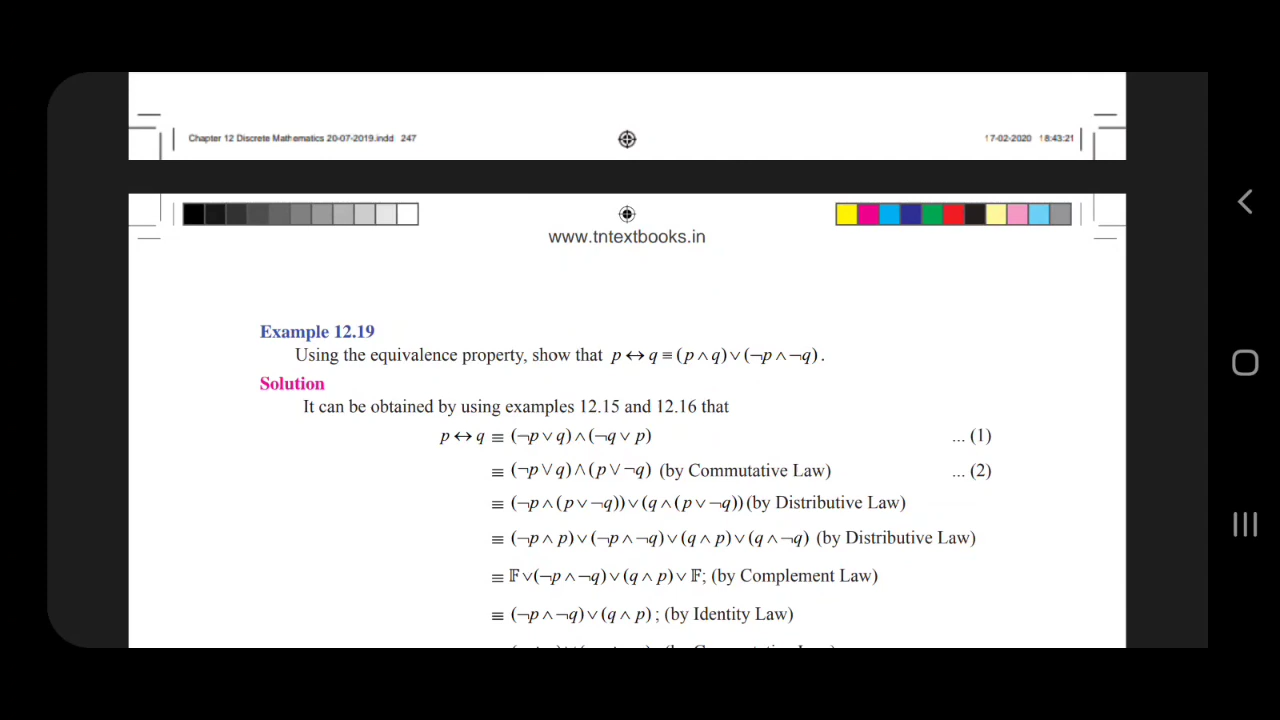 Chapter 12 Discrete Mathematics 20-07-2019.indd 247
17-02-2020 18:43:21
www.tntextbooks.in
Example 12.19
Using the equivalence property, show that p ↔ q ≡ (p ∧ q) ∨ (¬p ∧ ¬q) .
Solution
It can be obtained by using examples 12.15 and 12.16 that
p ↔ q ≡ (¬p ∨ q) ∧ (¬q ∨ p) ... (1)
≡ (¬p ∨ q) ∧ (p ∨ ¬q) (by Commutative Law) ... (2)
≡ (¬p ∧ (p ∨ ¬q)) ∨ (q ∧ (p ∨ ¬q)) (by Distributive Law)
≡ (¬p ∧ p) ∨ (¬p ∧ ¬q) ∨ (q ∧ p) ∨ (q ∧ ¬q) (by Distributive Law)
≡ 𝔽 ∨ (¬p ∧ ¬q) ∨ (q ∧ p) ∨ 𝔽; (by Complement Law)
≡ (¬p ∧ ¬q) ∨ (q ∧ p) ; (by Identity Law)